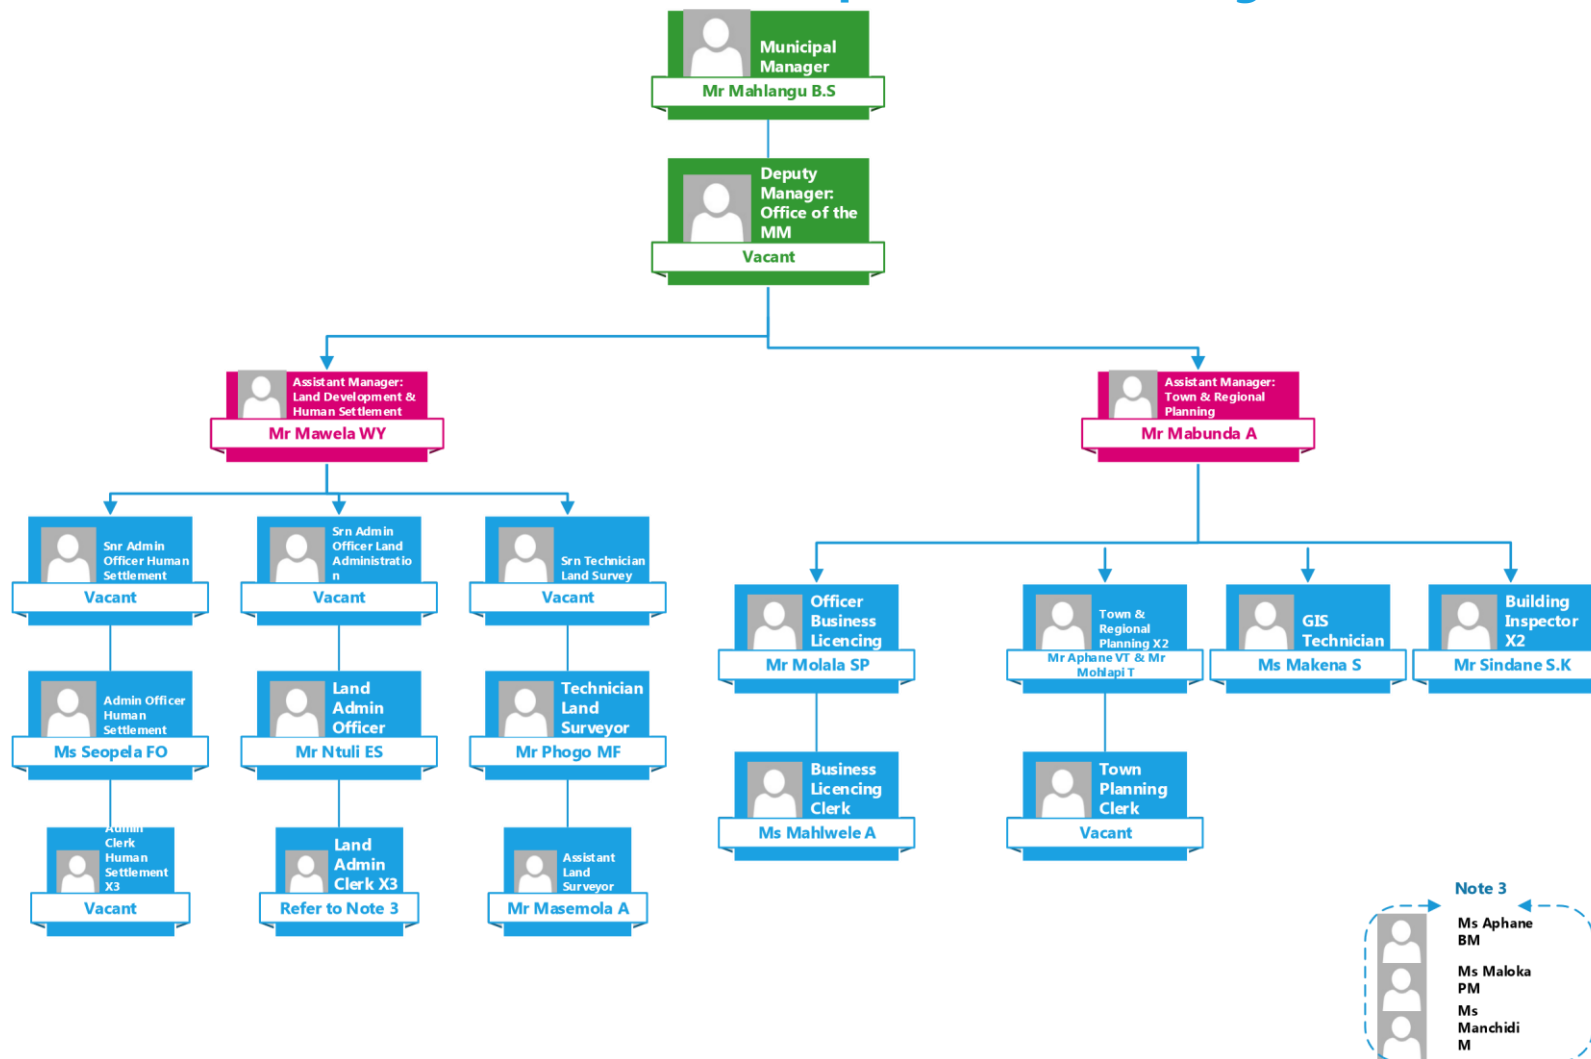 Municipal
Manager
Mr Mahlangu B.S
Deputy
Manager:
Office of the
MM
Vacant
Assistant Manager:
Land Development &
Human Settlement
Mr Mawela WY
Assistant Manager:
Town & Regional
Planning
Mr Mabunda A
Snr Admin
Officer Human
Settlement
Vacant
Srn Admin
Officer Land
Administratio
n
Vacant
Srn Technician
Land Survey
Vacant
Officer
Business
Licencing
Mr Molala SP
Town &
Regional
Planning X2
Mr Aphane VT & Mr
Mohlapi T
GIS
Technician
Ms Makena S
Building
Inspector
X2
Mr Sindane S.K
Admin Officer
Human
Settlement
Ms Seopela FO
Land
Admin
Officer
Mr Ntuli ES
Technician
Land
Surveyor
Mr Phogo MF
Business
Licencing
Clerk
Ms Mahlwele A
Town
Planning
Clerk
Vacant
Admin
Clerk
Human
Settlement
X3
Vacant
Land
Admin
Clerk X3
Refer to Note 3
Assistant
Land
Surveyor
Mr Masemola A
Note 3
Ms Aphane
BM
Ms Maloka
PM
Ms
Manchidi
M